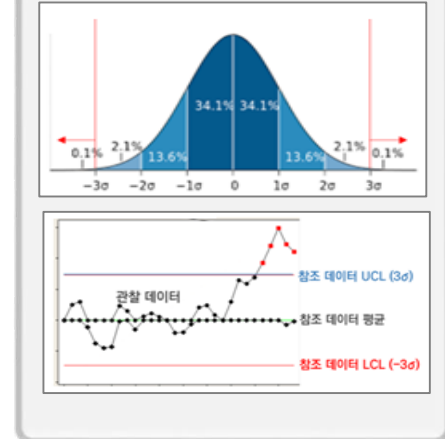 34.1% 34.1%
0.1% 2.1% 13.6% 13.6% 2.1% 0.1%
−3σ −2σ −1σ 0 1σ 2σ 3σ
참조 데이터 UCL (3σ)
관찰 데이터
참조 데이터 평균
참조 데이터 LCL (−3σ)